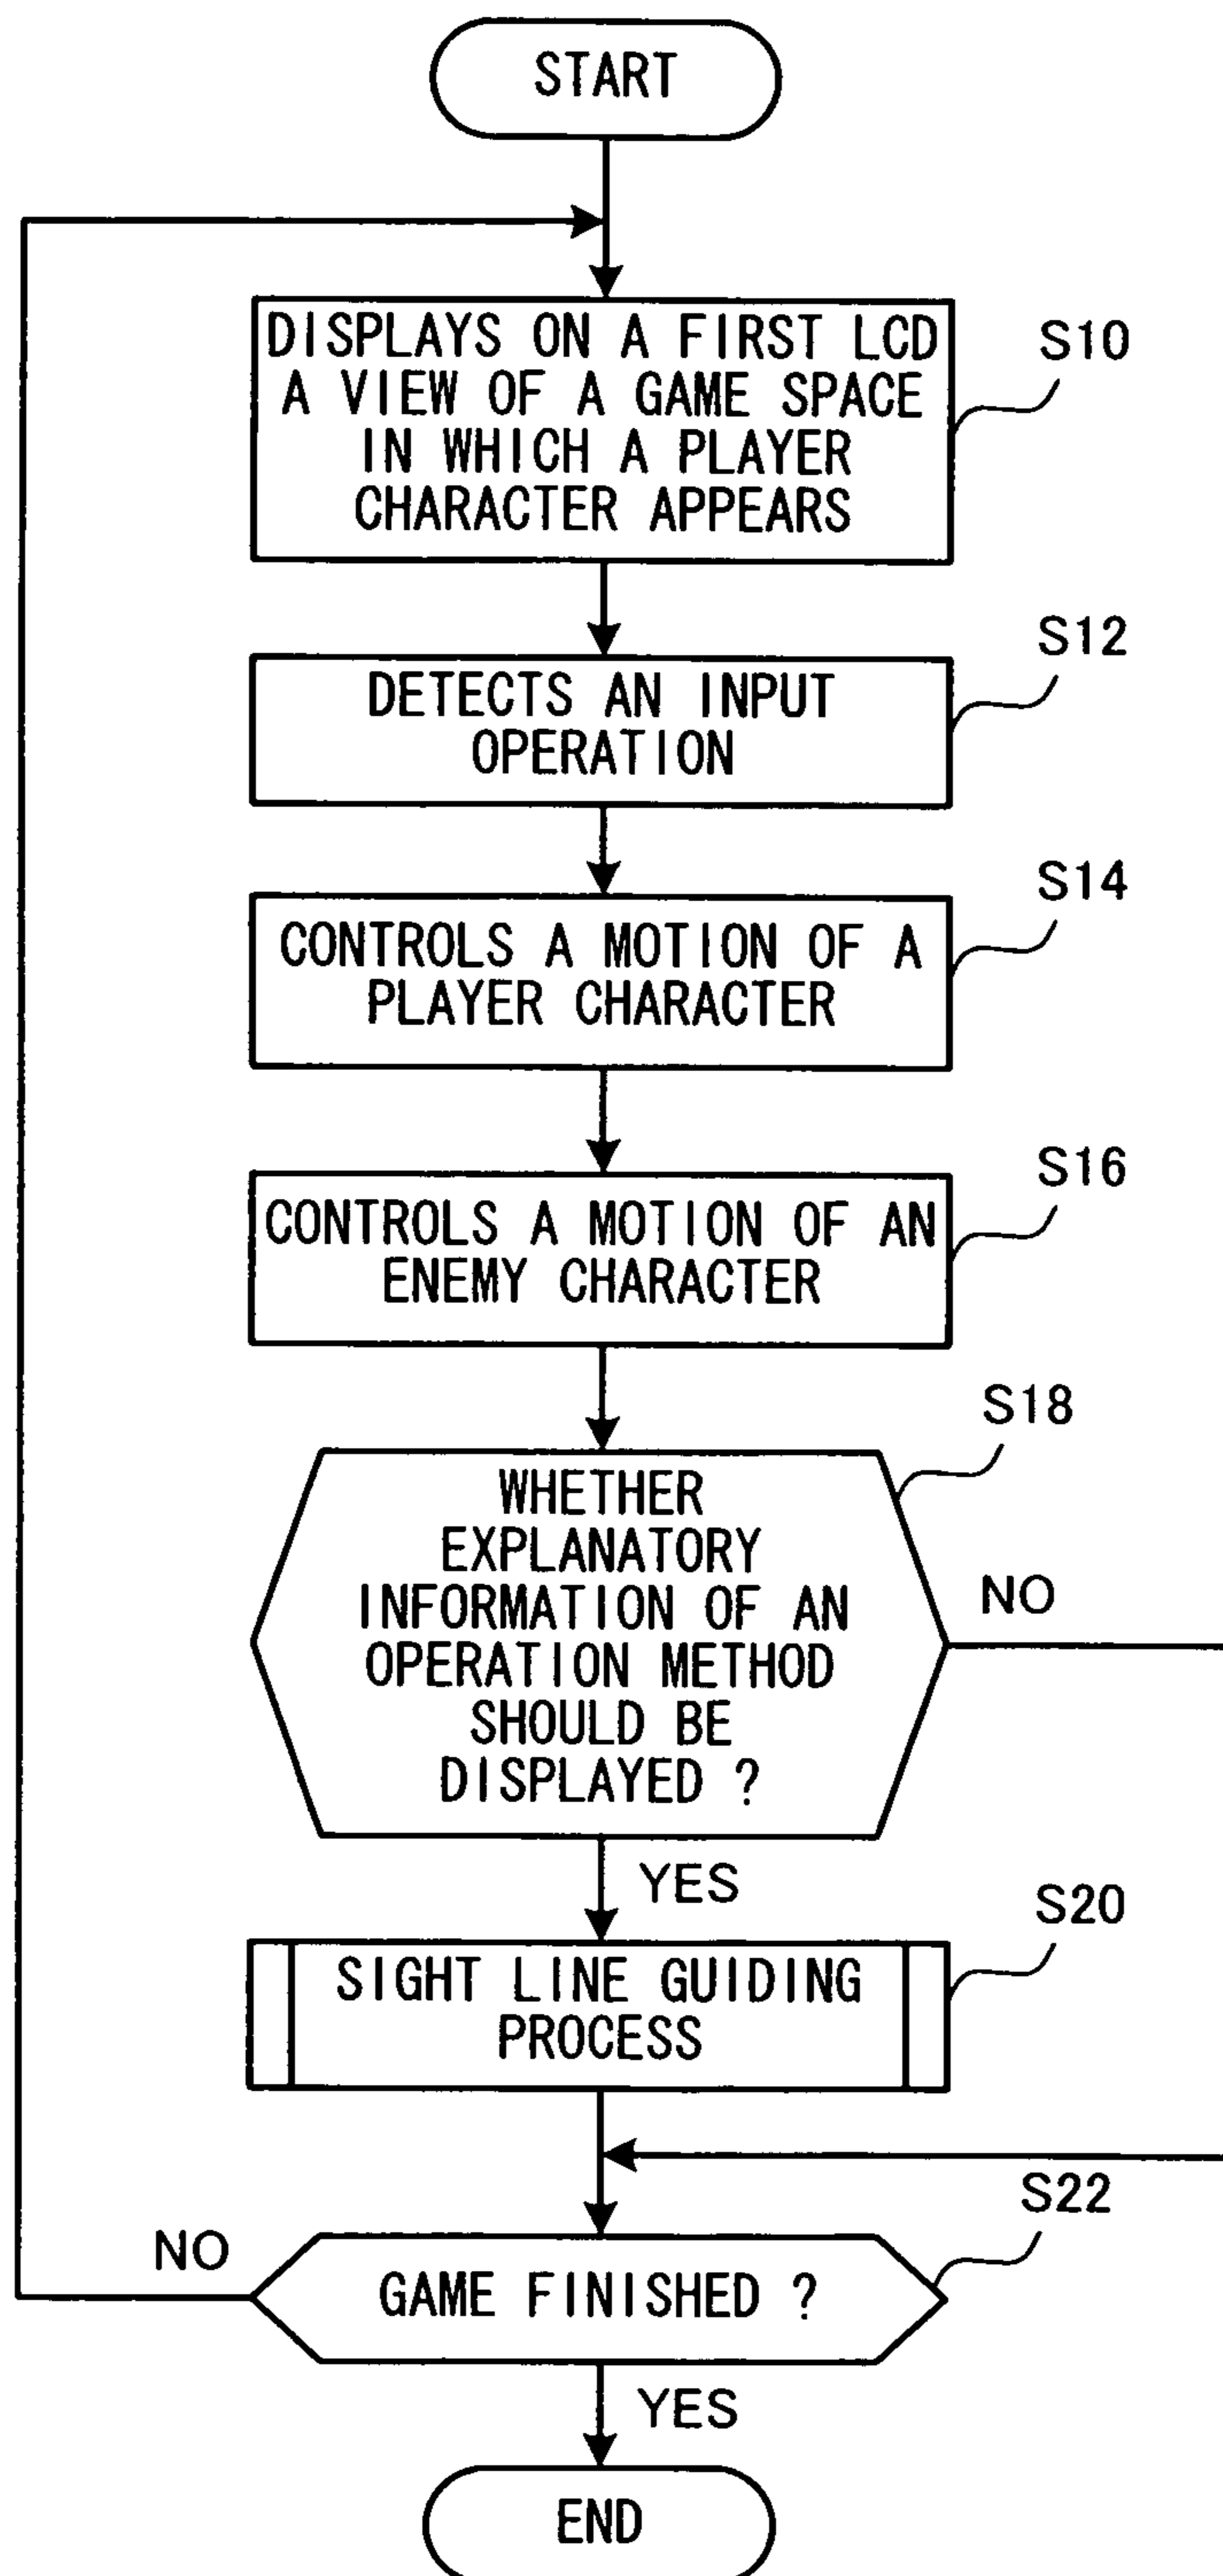 START
DISPLAYS ON A FIRST LCD
A VIEW OF A GAME SPACE
IN WHICH A PLAYER
CHARACTER APPEARS
S10
DETECTS AN INPUT
OPERATION
S12
CONTROLS A MOTION OF A
PLAYER CHARACTER
S14
CONTROLS A MOTION OF AN
ENEMY CHARACTER
S16
WHETHER
EXPLANATORY
INFORMATION OF AN
OPERATION METHOD
SHOULD BE
DISPLAYED ?
S18
NO
YES
SIGHT LINE GUIDING
PROCESS
S20
GAME FINISHED ?
S22
NO
YES
END